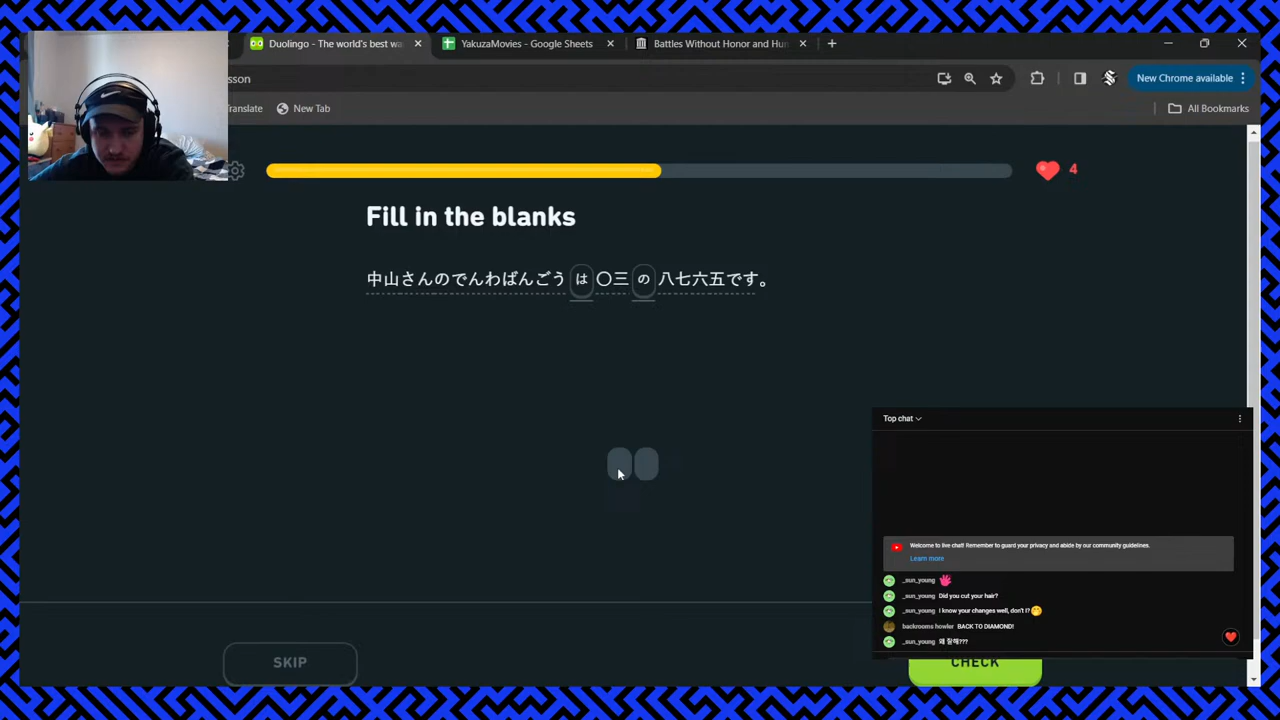 Duolingo - The world's best wa
YakuzaMovies - Google Sheets
Battles Without Honor and Hun
sson
New Chrome available
Translate
New Tab
All Bookmarks
4
Fill in the blanks
中山さんのでんわばんごう は 〇三 の 八七六五です。
Top chat
Welcome to live chat! Remember to guard your privacy and abide by our community guidelines.
Learn more
_sun_young
_sun_young Did you cut your hair?
_sun_young I know your changes well, don't I?
backrooms howler BACK TO DIAMOND!
_sun_young 왜 잘해???
SKIP
CHECK